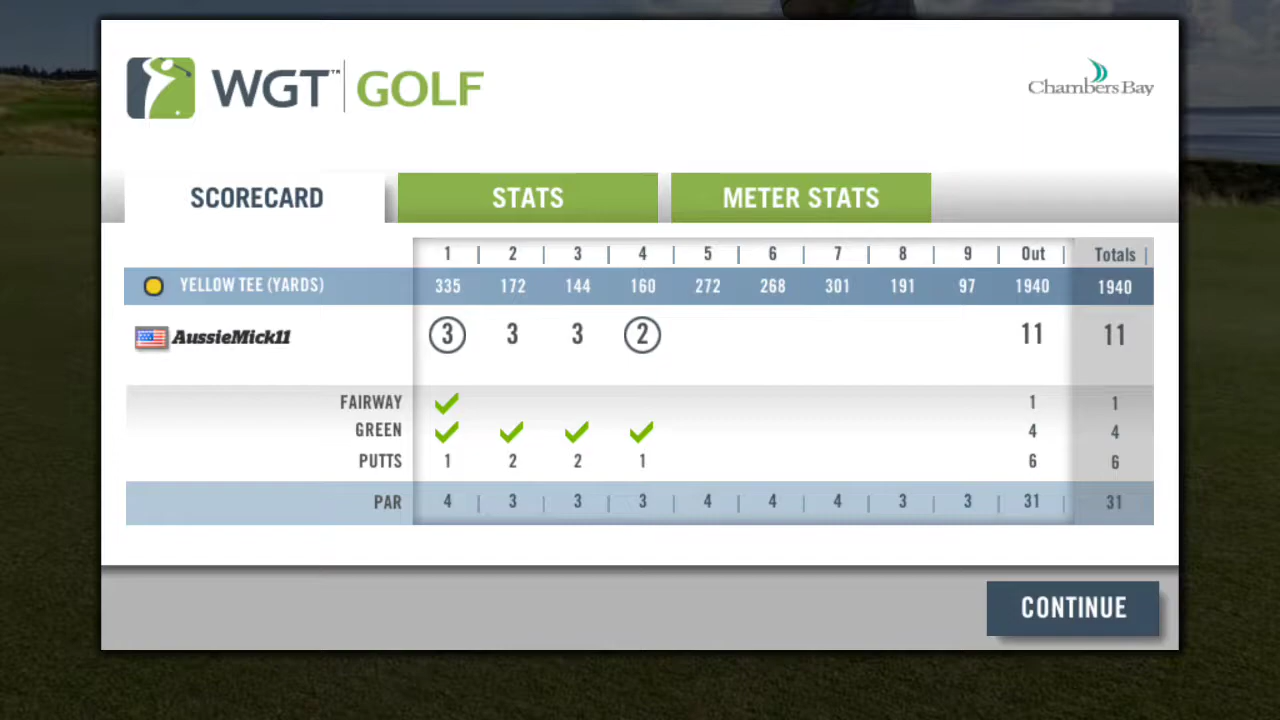 WGT™ | GOLF
Chambers Bay
SCORECARD STATS METER STATS
1 | 2 | 3 | 4 | 5 | 6 | 7 | 8 | 9 | Out | Totals |
YELLOW TEE (YARDS) 335 172 144 160 272 268 301 191 97 1940 1940
AussieMick11 3 3 3 2 11 11
FAIRWAY 1 1
GREEN 4 4
PUTTS 1 2 2 1 6 6
PAR 4 | 3 | 3 | 3 | 4 | 4 | 4 | 3 | 3 | 31 | 31
CONTINUE